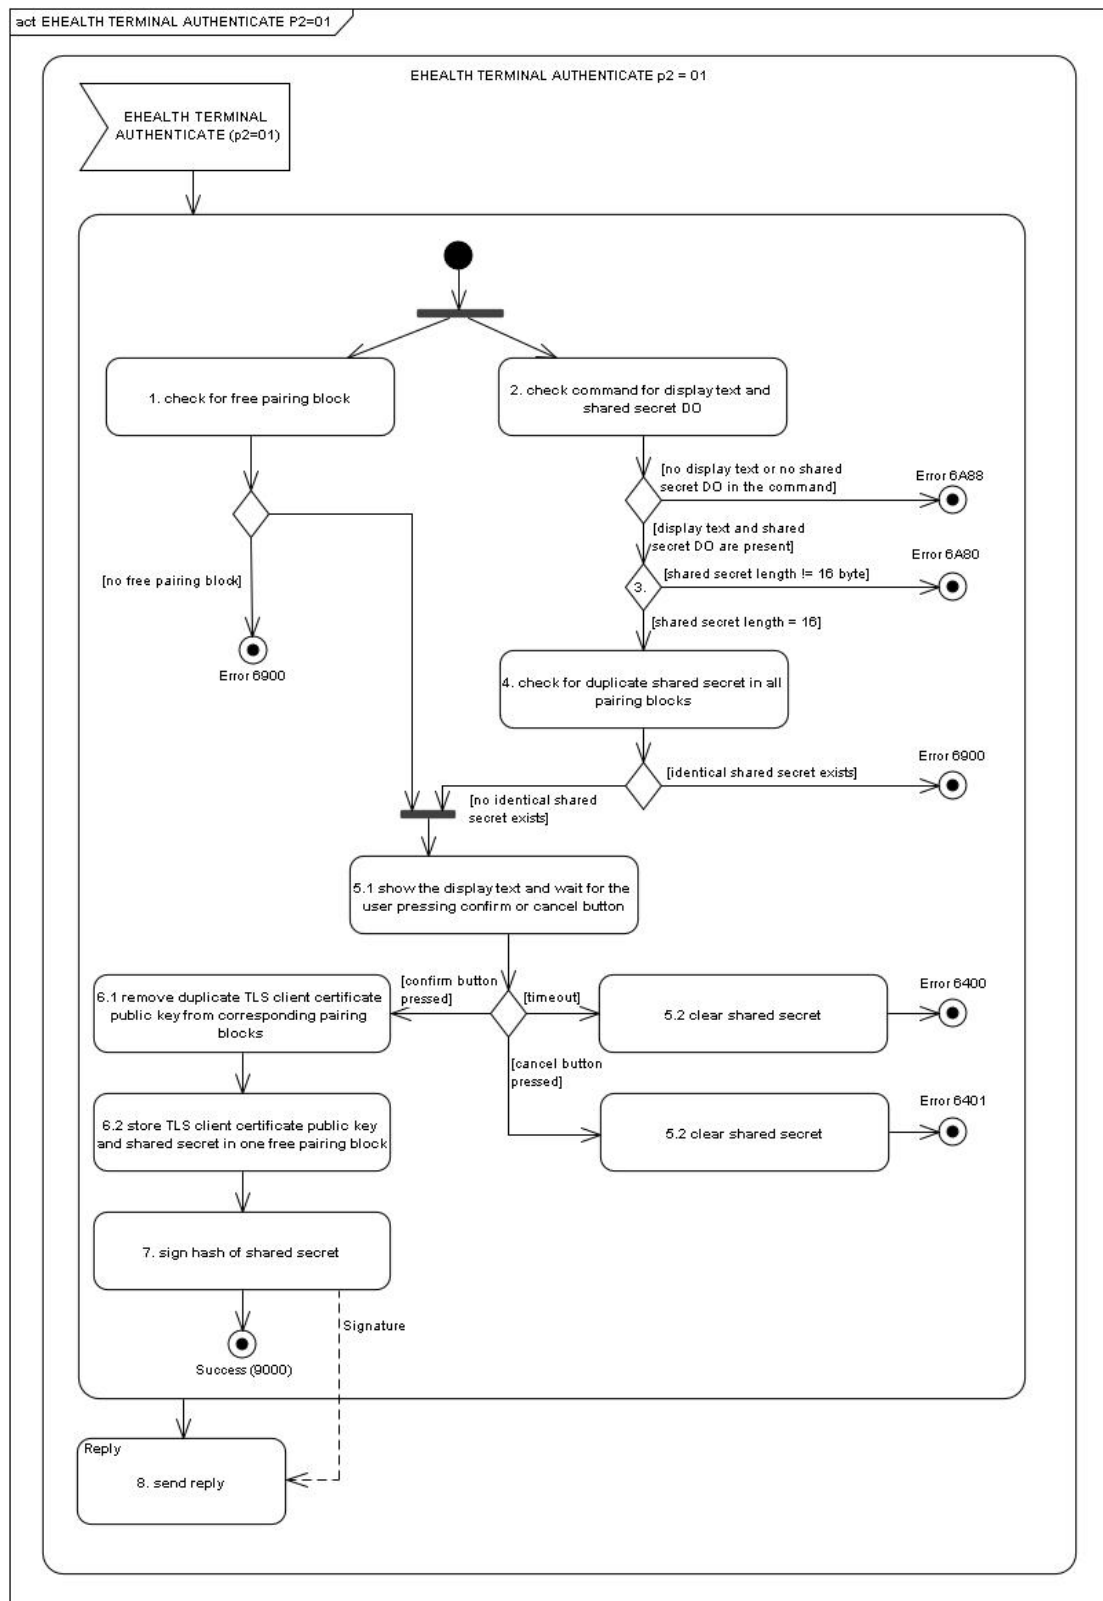 act EHEALTH TERMINAL AUTHENTICATE P2=01
EHEALTH TERMINAL AUTHENTICATE p2 = 01
EHEALTH TERMINAL
AUTHENTICATE (p2=01)
1. check for free pairing block
2. check command for display text and
shared secret DO
[no display text or no shared
secret DO in the command]
Error 6A88
[display text and shared
secret DO are present]
Error 6A80
[no free pairing block]
3.
[shared secret length != 16 byte]
[shared secret length = 16]
Error 6900
4. check for duplicate shared secret in all
pairing blocks
Error 6900
[identical shared secret exists]
[no identical shared
secret exists]
5.1 show the display text and wait for the
user pressing confirm or cancel button
[confirm button
pressed]
[timeout]
6.1 remove duplicate TLS client certificate
public key from corresponding pairing
blocks
5.2 clear shared secret
Error 6400
[cancel button
pressed]
6.2 store TLS client certificate public key
and shared secret in one free pairing block
5.2 clear shared secret
Error 6401
7. sign hash of shared secret
Signature
Success (9000)
Reply
8. send reply